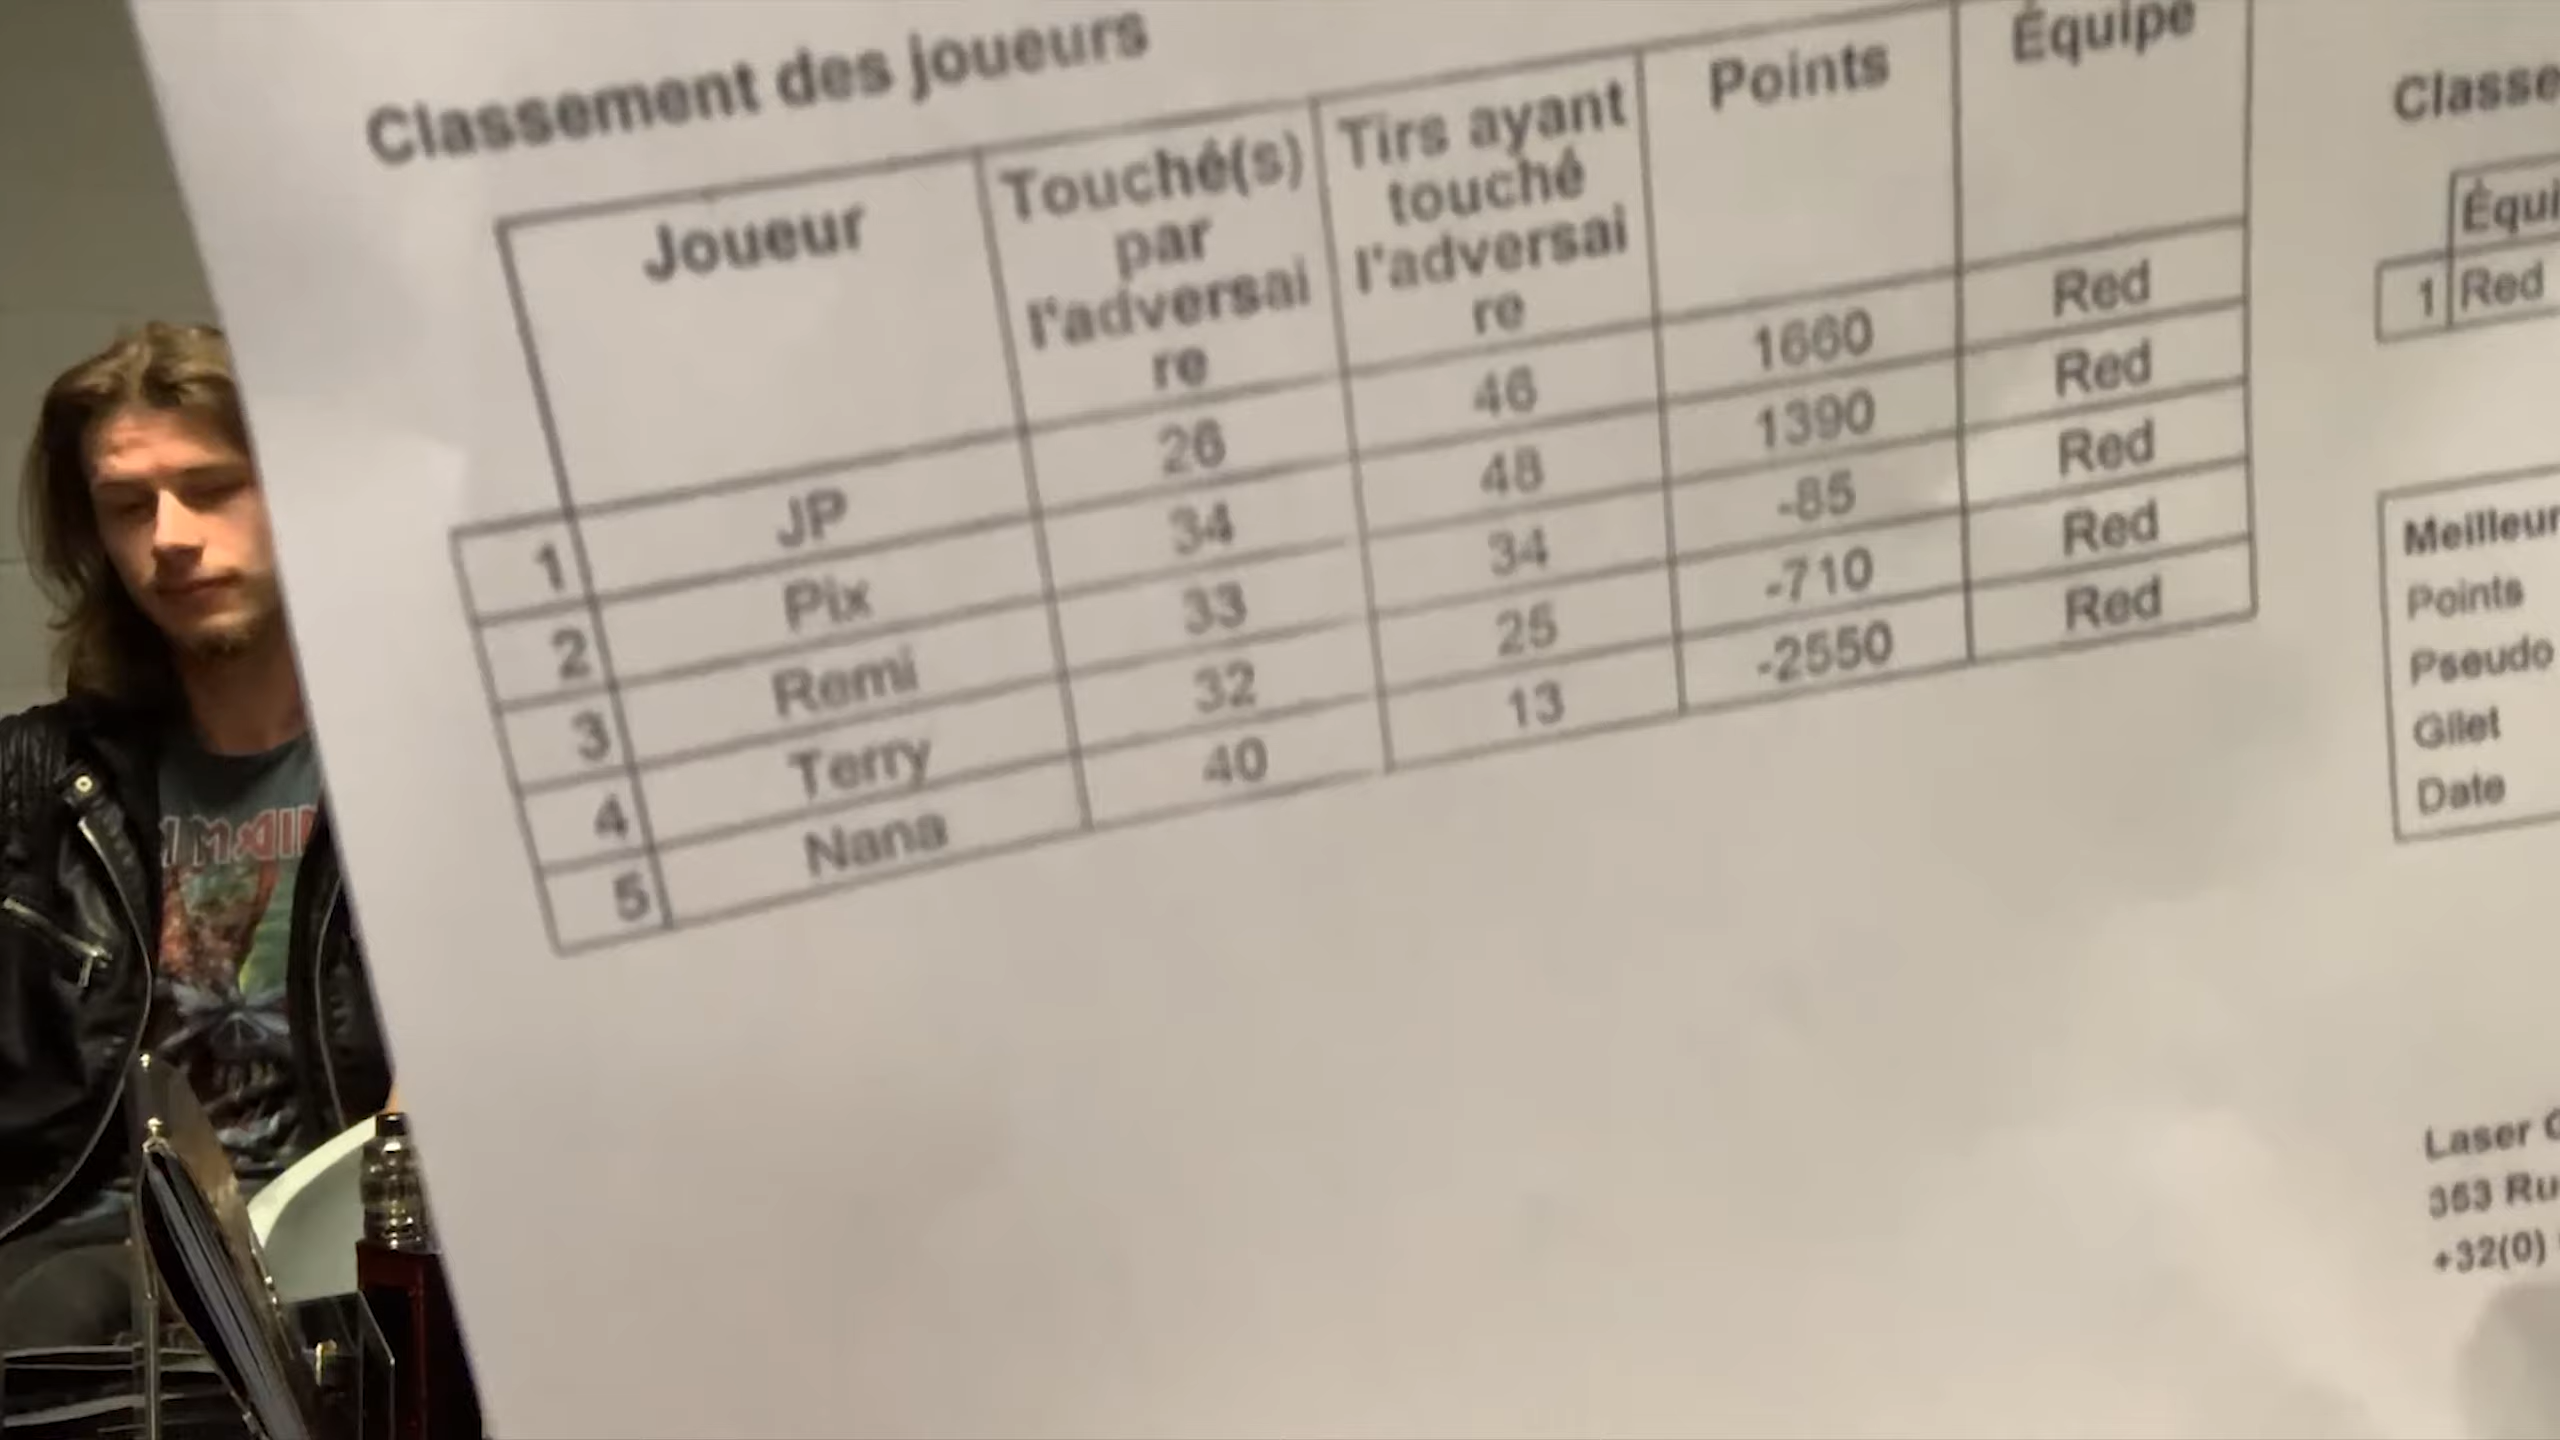 Classement des joueurs
Joueur Touché(s) par l'adversai re Tirs ayant touché l'adversai re Points Équipe
1 JP 26 46 1660 Red
2 Pix 34 48 1390 Red
3 Remi 33 34 -85 Red
4 Terry 32 25 -710 Red
5 Nana 40 13 -2550 Red
Classe
Équi
1 Red
Meilleur
Points
Pseudo
Gilet
Date
Laser
353 Ru
+32(0)